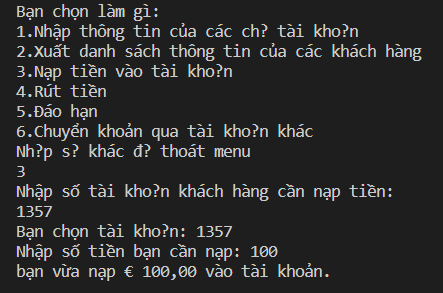 Bạn chọn làm gì:
1.Nhập thông tin của các ch? tài kho?n
2.Xuất danh sách thông tin của các khách hàng
3.Nạp tiền vào tài kho?n
4.Rút tiền
5.Đáo hạn
6.Chuyển khoản qua tài kho?n khác
Nh?p s? khác đ? thoát menu
3
Nhập số tài kho?n khách hàng cần nạp tiền:
1357
Bạn chọn tài kho?n: 1357
Nhập số tiền bạn cần nạp: 100
bạn vừa nạp € 100,00 vào tài khoản.